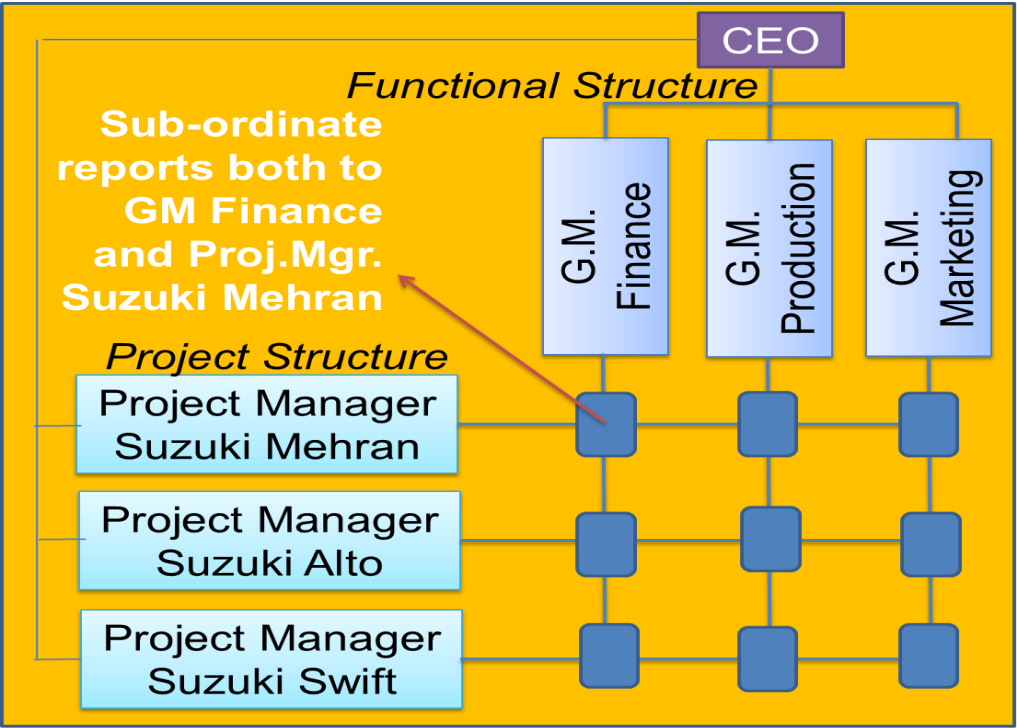 CEO
Functional Structure
Sub-ordinate
reports both to
GM Finance
and Proj.Mgr.
Suzuki Mehran
G.M.
Finance
G.M.
Production
G.M.
Marketing
Project Structure
Project Manager
Suzuki Mehran
Project Manager
Suzuki Alto
Project Manager
Suzuki Swift